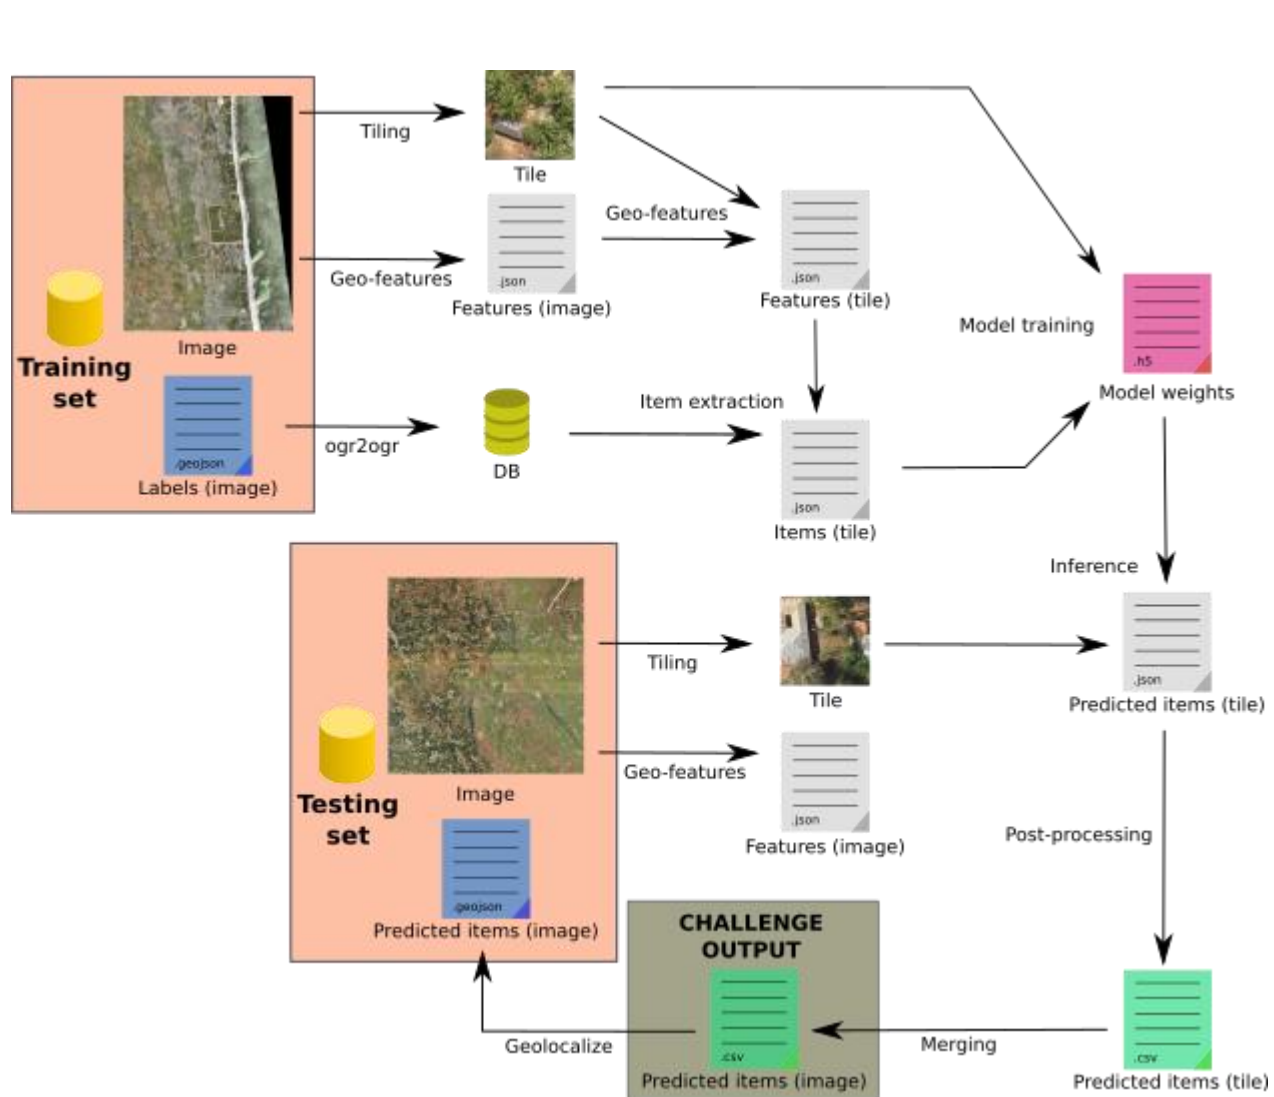 Tiling
Tile
Geo-features
.json
Features (image)
Geo-features
.json
Features (tile)
Image
Training
set
.geojson
Labels (image)
ogr2ogr
DB
Item extraction
.json
Items (tile)
Model training
.h5
Model weights
Inference
.json
Predicted items (tile)
Tiling
Tile
Geo-features
.json
Features (image)
Image
Testing
set
.geojson
Predicted items (image)
Post-processing
CHALLENGE
OUTPUT
.csv
Predicted items (image)
Geolocalize
Merging
.csv
Predicted items (tile)